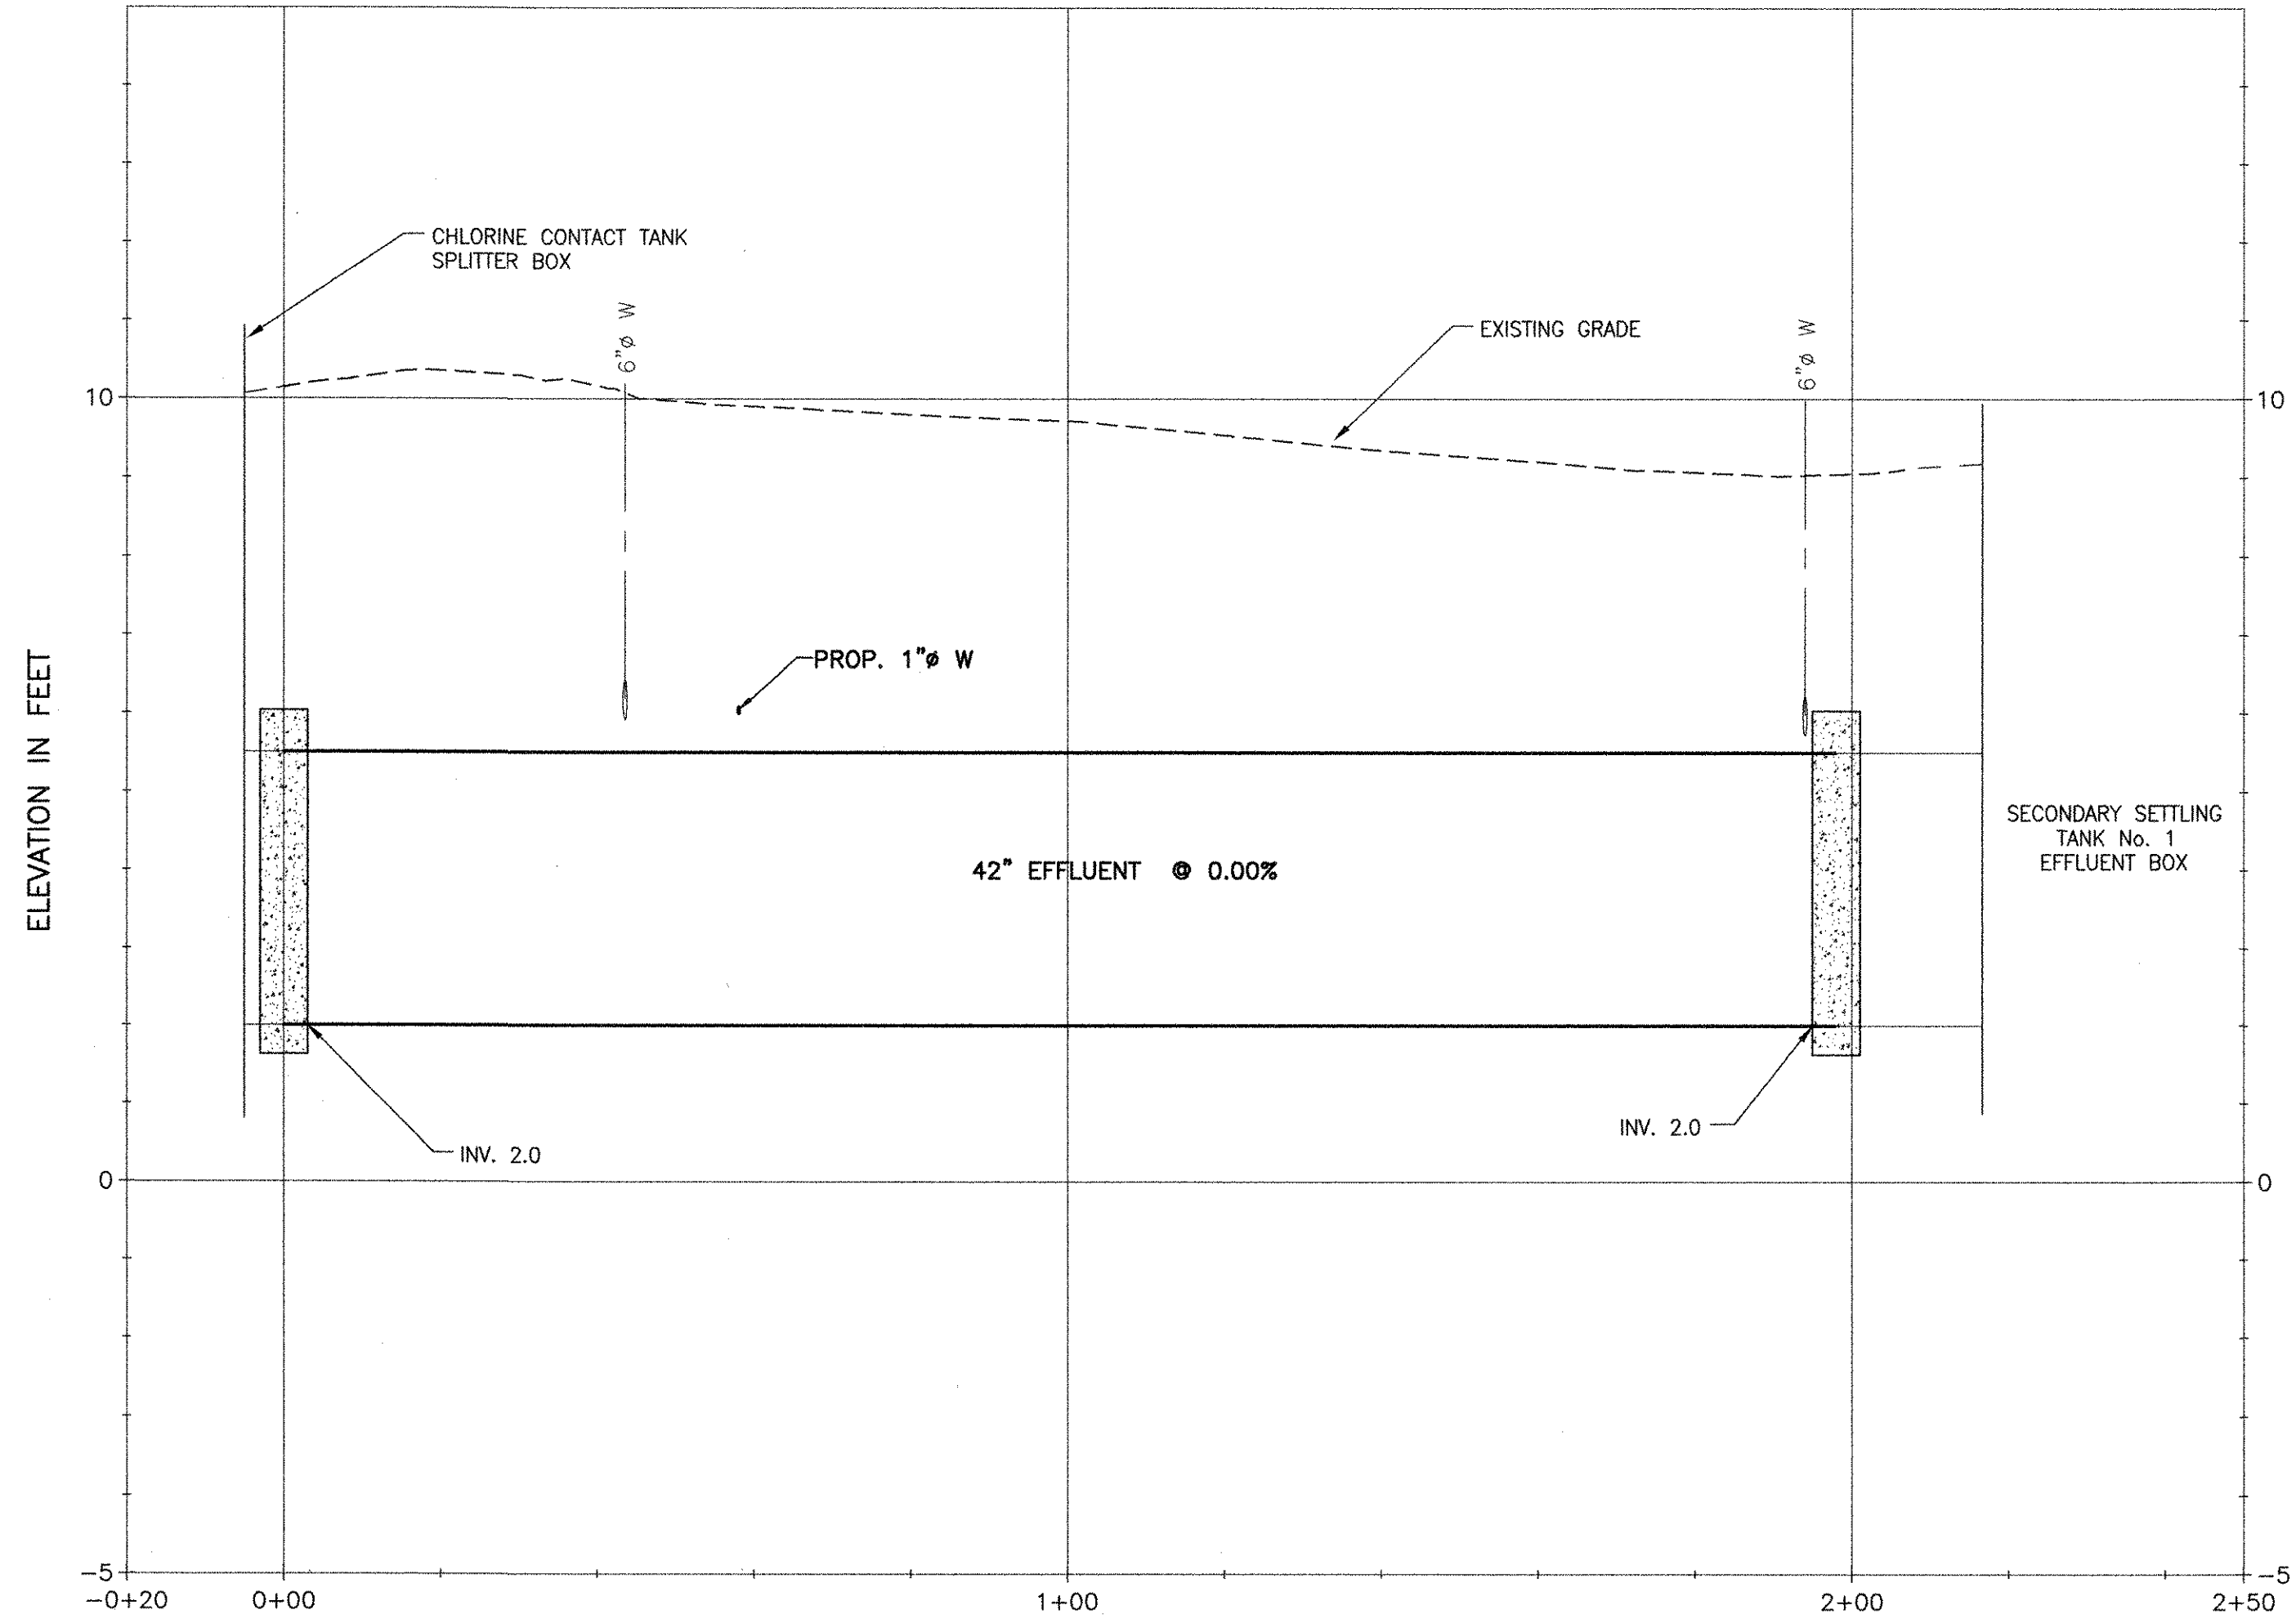 CHLORINE CONTACT TANK
SPLITTER BOX
6"ø W
EXISTING GRADE
6"ø W
10
10
PROP. 1"ø W
ELEVATION IN FEET
42" EFFLUENT @ 0.00%
SECONDARY SETTLING
TANK No. 1
EFFLUENT BOX
INV. 2.0
INV. 2.0
0
0
-5
-5
-0+20
0+00
1+00
2+00
2+50